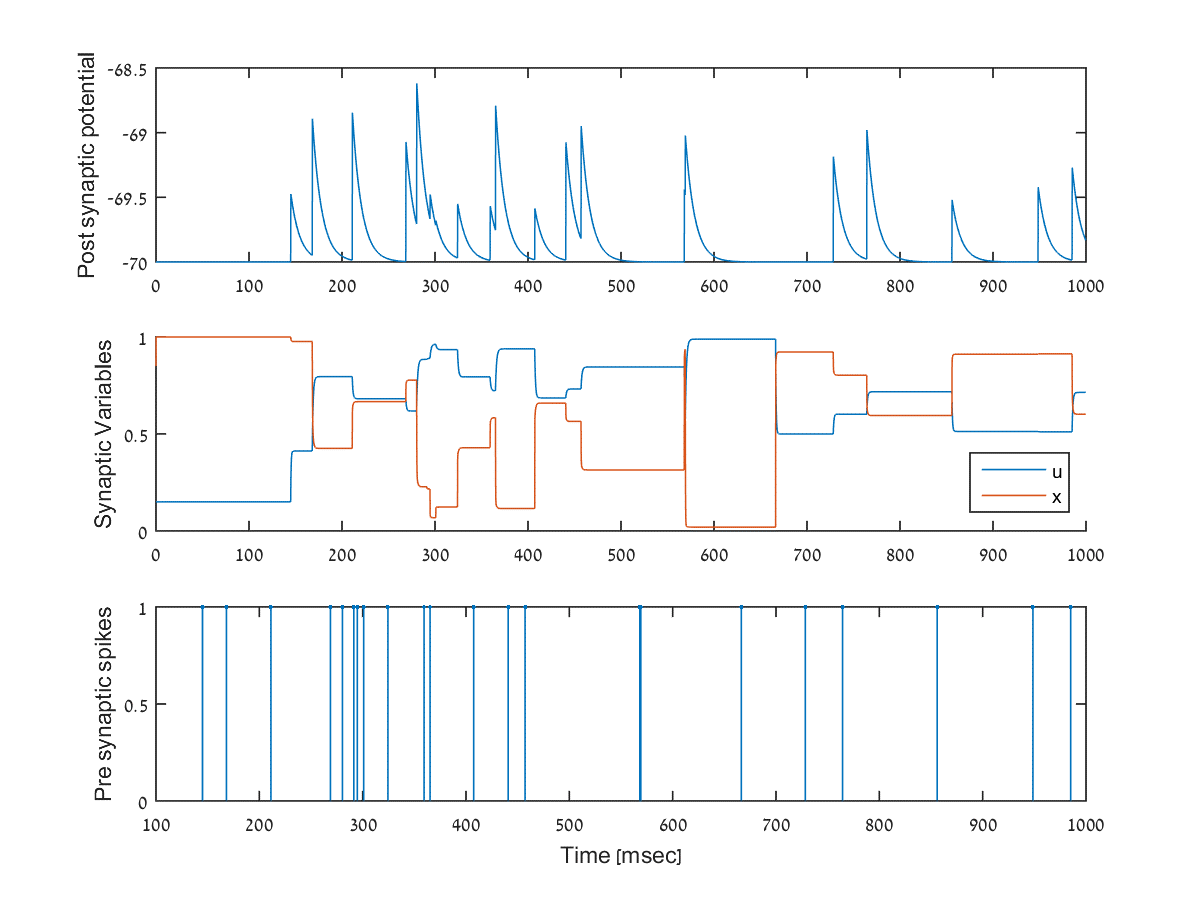 Post synaptic potential
-68.5
-69
-69.5
-70
0 100 200 300 400 500 600 700 800 900 1000
Synaptic Variables
1
0.5
0
u
x
0 100 200 300 400 500 600 700 800 900 1000
Pre synaptic spikes
1
0.5
0
100 200 300 400 500 600 700 800 900 1000
Time [msec]